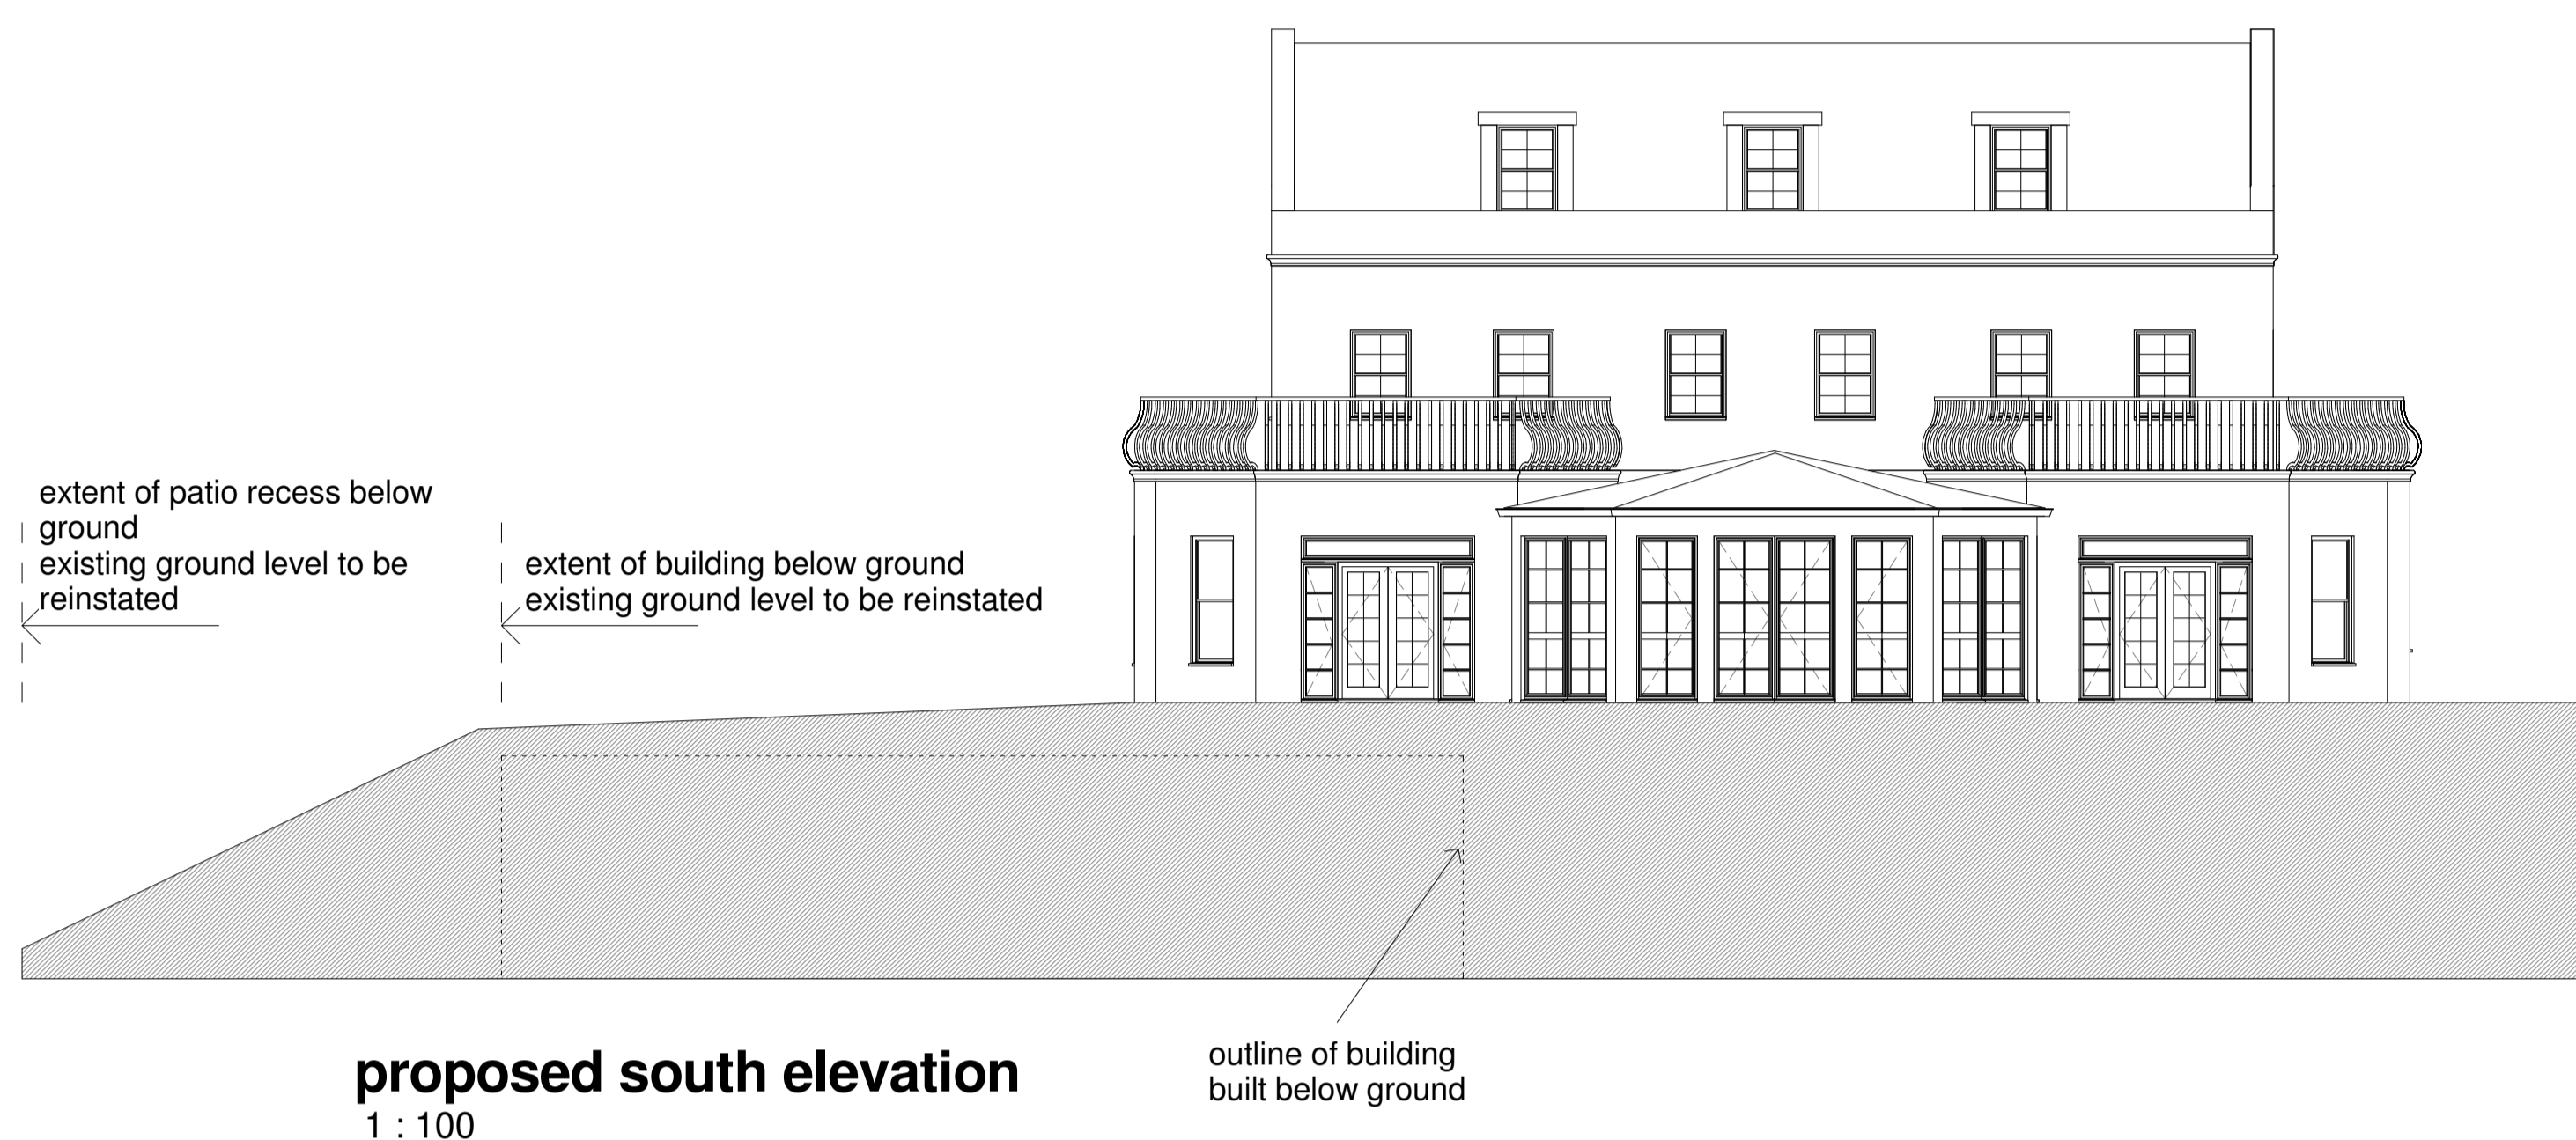 extent of patio recess below
ground
existing ground level to be
reinstated
extent of building below ground
existing ground level to be reinstated
outline of building
built below ground
proposed south elevation
1 : 100